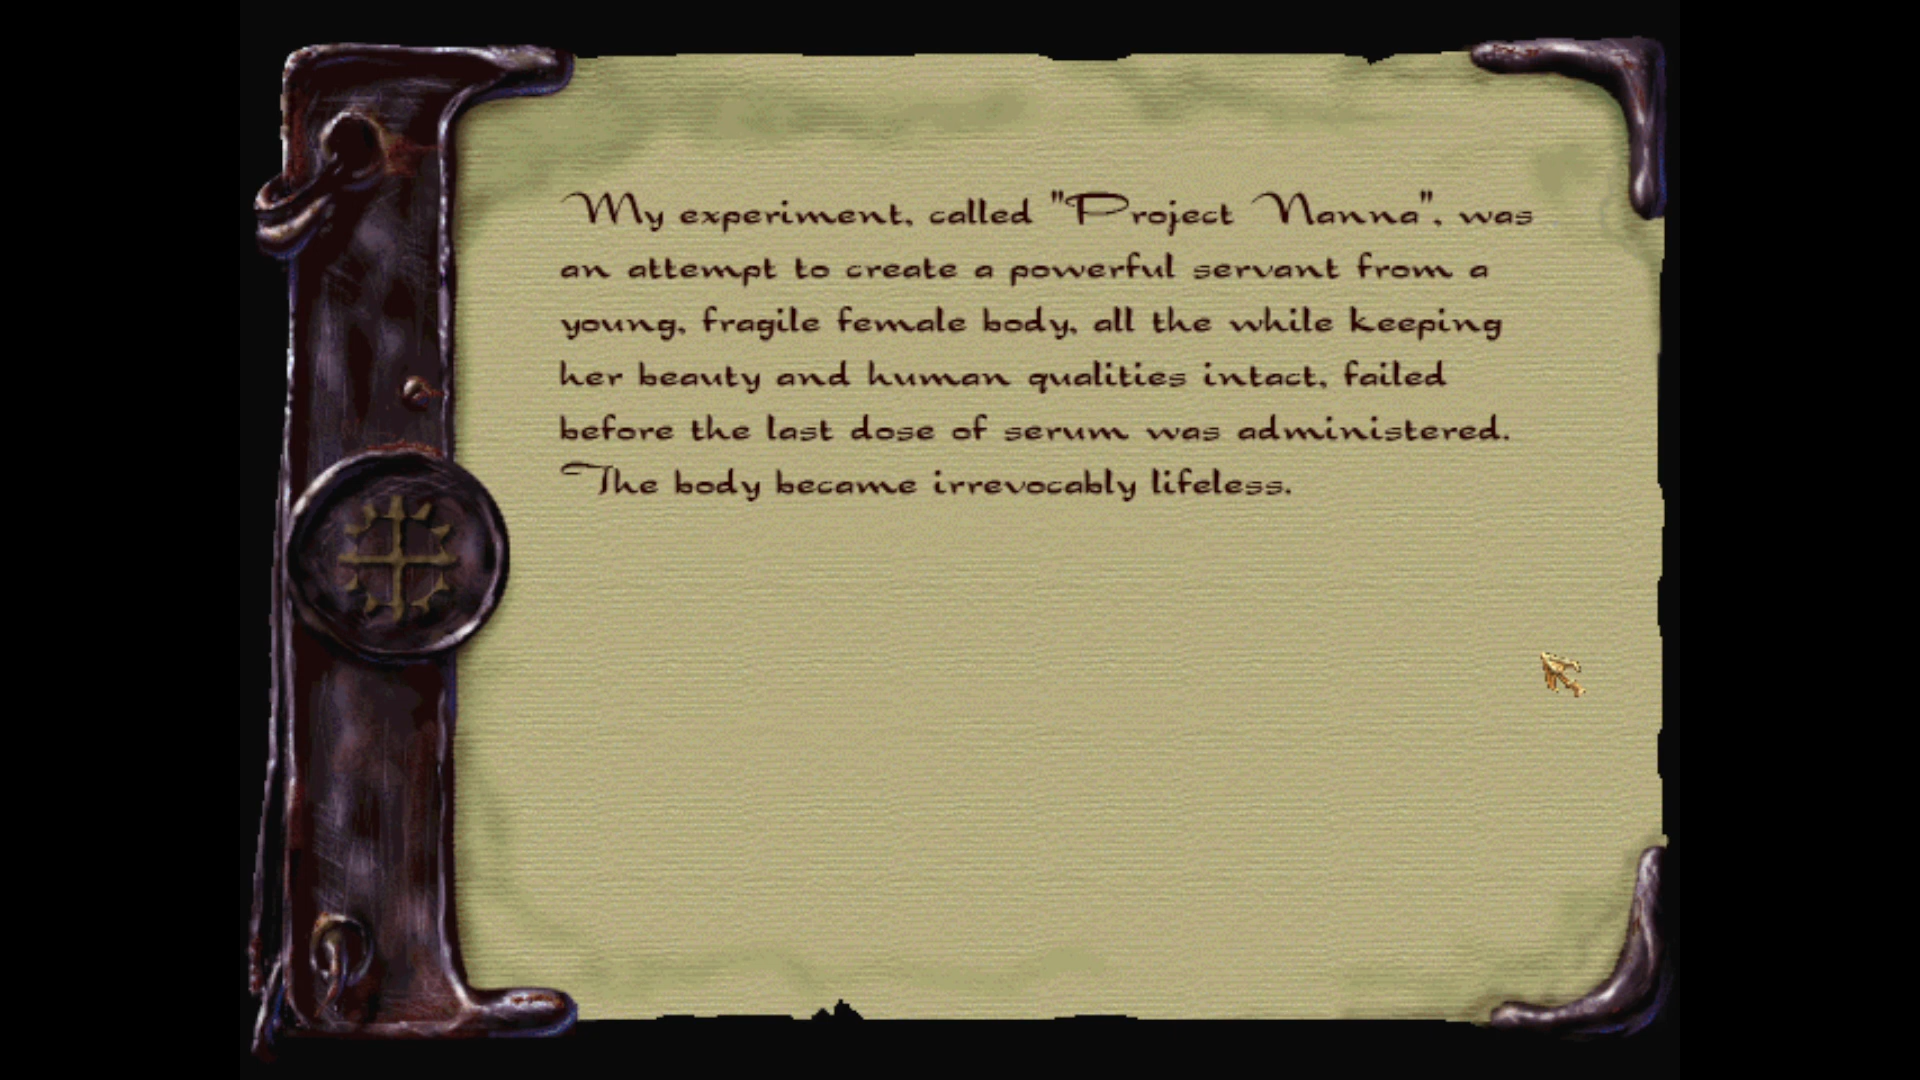 My experiment, called "Project Nanna", was
an attempt to create a powerful servant from a
young, fragile female body, all the while keeping
her beauty and human qualities intact, failed
before the last dose of serum was administered.
The body became irrevocably lifeless.